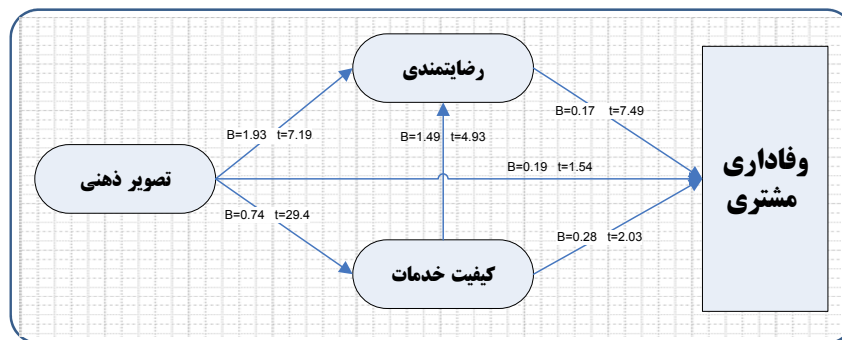 رضایتمندی
B=1.93 t=7.19
B=1.49 t=4.93
B=0.17 t=7.49
تصویر ذهنی
B=0.19 t=1.54
وفاداری
مشتری
B=0.74 t=29.4
B=0.28 t=2.03
کیفیت خدمات